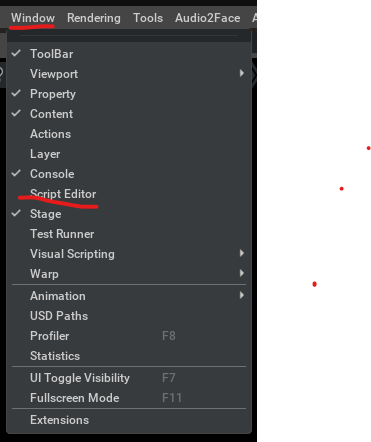 Window Rendering Tools Audio2Face
ToolBar
Viewport
Property
Content
Actions
Layer
Console
Script Editor
Stage
Test Runner
Visual Scripting
Warp
Animation
USD Paths
Profiler F8
Statistics
UI Toggle Visibility F7
Fullscreen Mode F11
Extensions